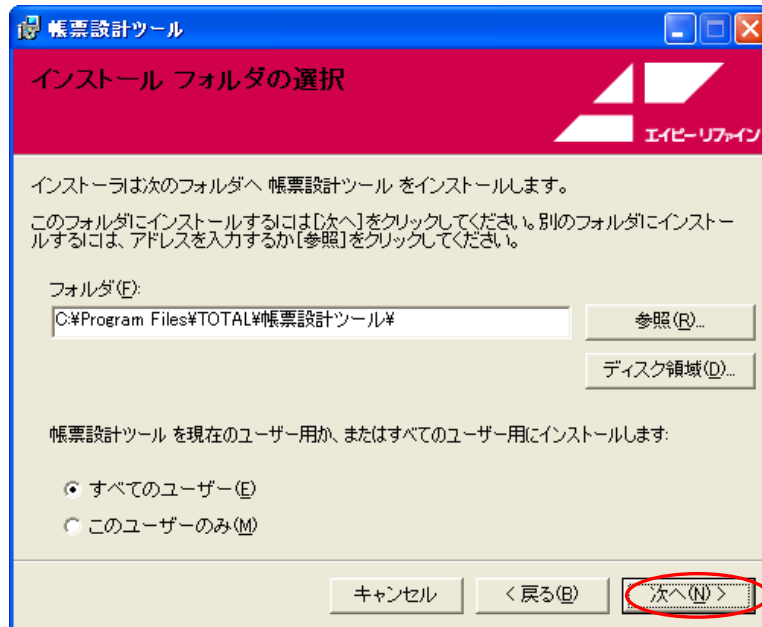 帳票設計ツール
インストール フォルダの選択
エイピーリファイン
インストーラは次のフォルダへ 帳票設計ツール をインストールします。
このフォルダにインストールするには[次へ]をクリックしてください。別のフォルダにインストー
ルするには、アドレスを入力するか[参照]をクリックしてください。
フォルダ(F):
C:¥Program Files¥TOTAL¥帳票設計ツール¥
参照(R)...
ディスク領域(D)...
帳票設計ツール を現在のユーザー用か、またはすべてのユーザー用にインストールします:
すべてのユーザー(E)
このユーザーのみ(M)
キャンセル
< 戻る(B)
次へ(N) >